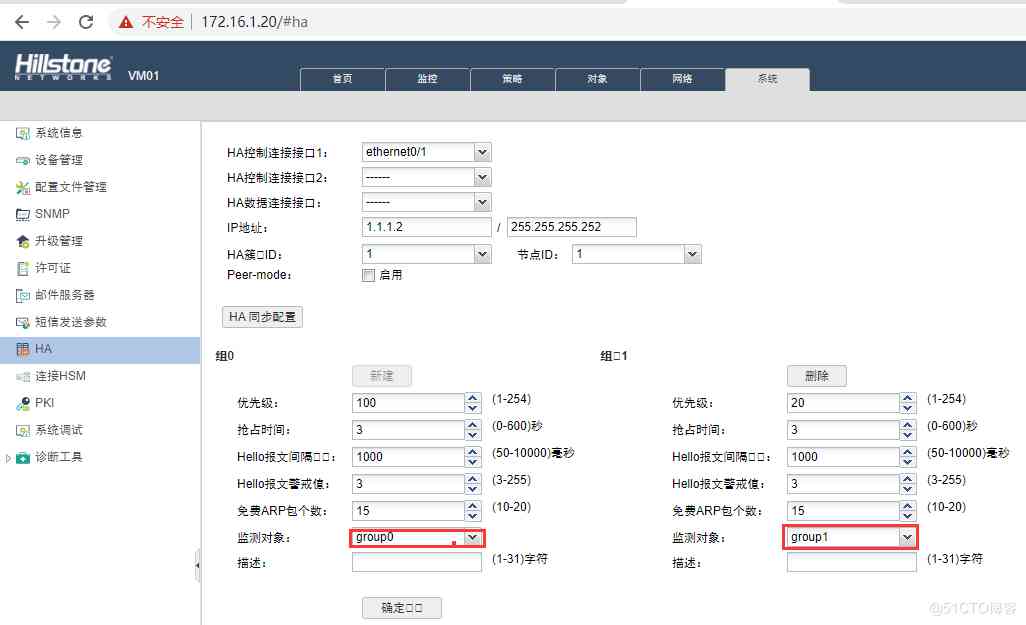 不安全 172.16.1.20/#ha
Hillstone
NETWORKS
VM01
首页 监控 策略 对象 网络 系统
系统信息
设备管理
配置文件管理
SNMP
升级管理
许可证
邮件服务器
短信发送参数
HA
连接HSM
PKI
系统调试
诊断工具
HA控制连接接口1: ethernet0/1
HA控制连接接口2: ------
HA数据连接接口: ------
IP地址: 1.1.1.2 / 255.255.255.252
HA簇□ID: 1 节点ID: 1
Peer-mode: 启用
HA 同步配置
组0
新建
优先级: 100 (1-254)
抢占时间: 3 (0-600)秒
Hello报文间隔□□: 1000 (50-10000)毫秒
Hello报文警戒值: 3 (3-255)
免费ARP包个数: 15 (10-20)
监测对象: group0
描述: (1-31)字符
组□1
删除
优先级: 20 (1-254)
抢占时间: 3 (0-600)秒
Hello报文间隔□□: 1000 (50-10000)毫秒
Hello报文警戒值: 3 (3-255)
免费ARP包个数: 15 (10-20)
监测对象: group1
描述: (1-31)字符
确定□□
@51CTO博客